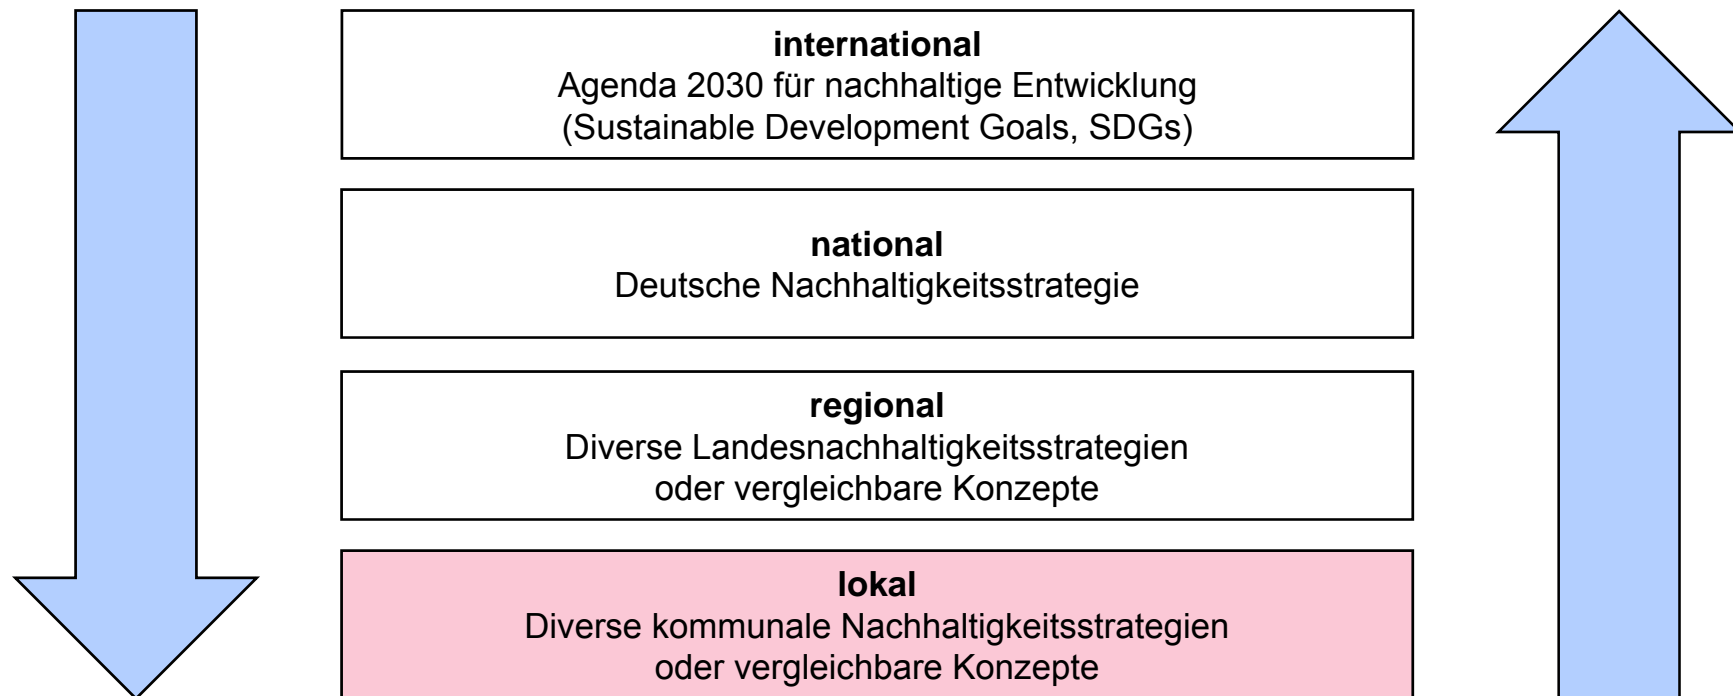 international
Agenda 2030 für nachhaltige Entwicklung
(Sustainable Development Goals, SDGs)
national
Deutsche Nachhaltigkeitsstrategie
regional
Diverse Landesnachhaltigkeitsstrategien
oder vergleichbare Konzepte
lokal
Diverse kommunale Nachhaltigkeitsstrategien
oder vergleichbare Konzepte